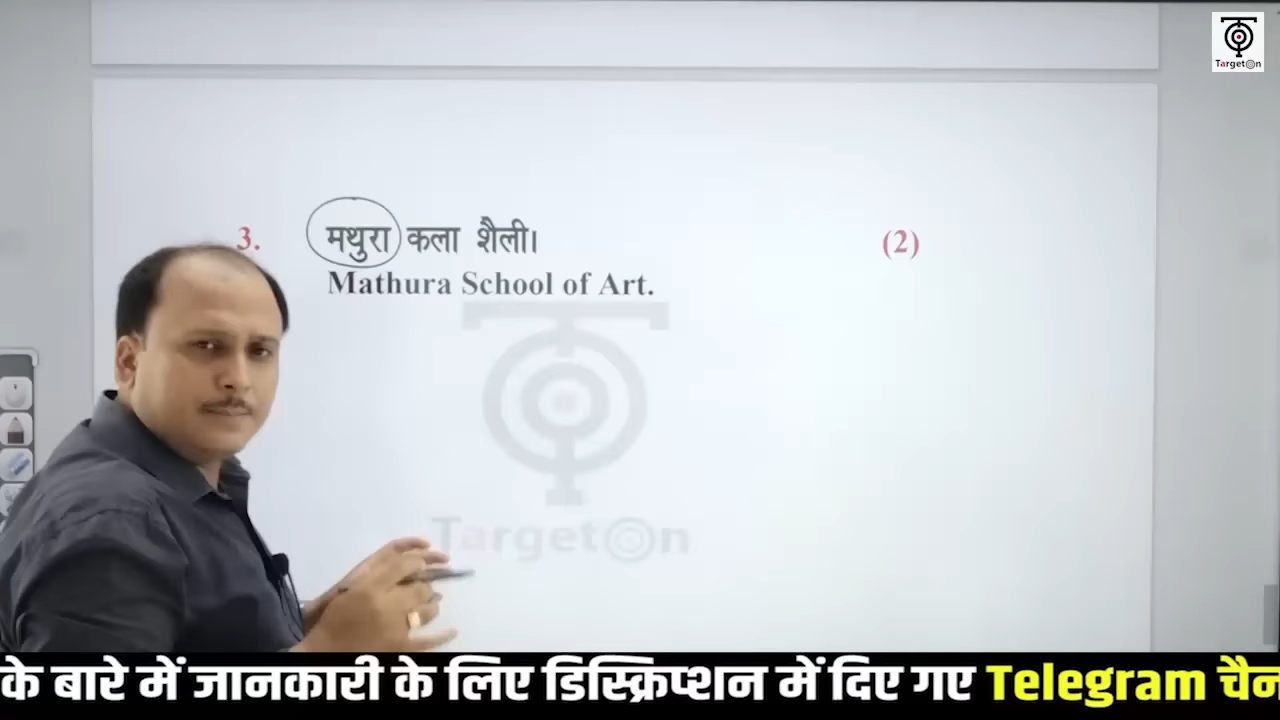 TargetOn
3. मथुरा कला शैली। (2)
Mathura School of Art.
TargetOn
के बारे में जानकारी के लिए डिस्क्रिप्शन में दिए गए Telegram